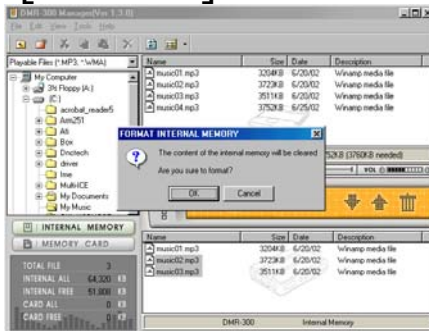 DMR-300 Manager(Ver 1.3.0)
File Edit View Tools Help
Playable Files (*.MP3, *.WMA)
My Computer
3½ Floppy (A:)
(C:)
acrobat_reader5
Aim251
Ati
Box
Dnctech
driver
Ime
Multi-ICE
My Documents
My Music
Name Size Date Description
music01.mp3 3204KB 6/20/02 Winamp media file
music02.mp3 3723KB 6/20/02 Winamp media file
music03.mp3 3511KB 6/20/02 Winamp media file
music04.mp3 3752KB 6/25/02 Winamp media file
FORMAT INTERNAL MEMORY
The content of the internal memory will be cleared
Are you sure to format?
OK Cancel
(3760KB needed)
VOL
INTERNAL MEMORY
MEMORY CARD
TOTAL FILE 3
INTERNAL ALL 64,320 KB
INTERNAL FREE KB
CARD ALL 0 KB
CARD FREE 0 KB
Name Size Date Description
music01.mp3 3204KB 6/20/02 Winamp media file
music02.mp3 3723KB 6/20/02 Winamp media file
music03.mp3 3511KB 6/20/02 Winamp media file
DMR-300 Internal Memory